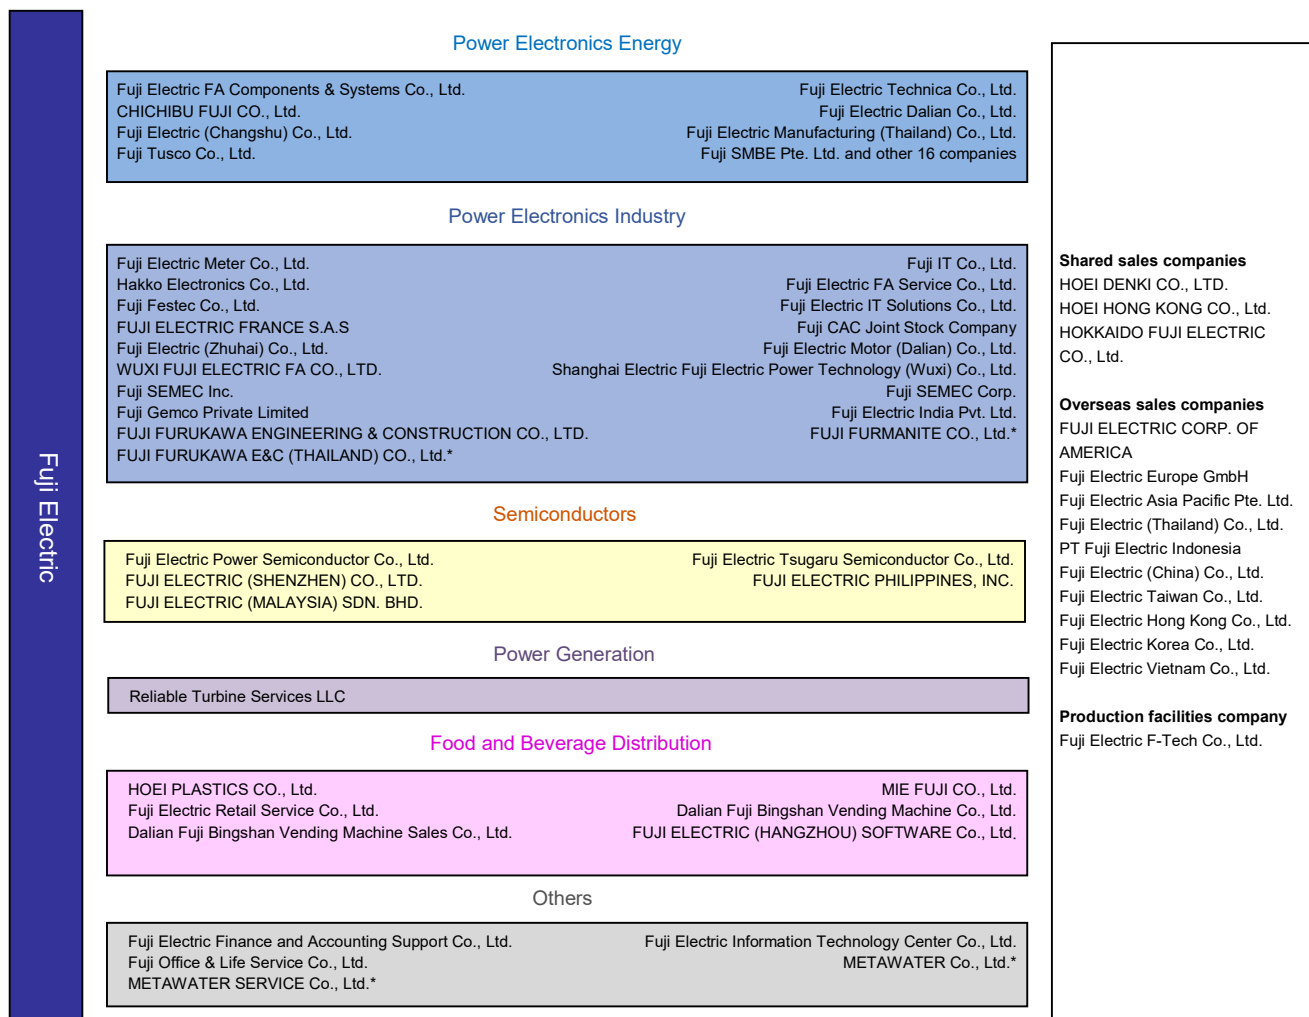 Fuji Electric
Power Electronics Energy
Fuji Electric FA Components & Systems Co., Ltd.
Fuji Electric Technica Co., Ltd.
CHICHIBU FUJI CO., Ltd.
Fuji Electric Dalian Co., Ltd.
Fuji Electric (Changshu) Co., Ltd.
Fuji Electric Manufacturing (Thailand) Co., Ltd.
Fuji Tusco Co., Ltd.
Fuji SMBE Pte. Ltd. and other 16 companies
Power Electronics Industry
Fuji Electric Meter Co., Ltd.
Fuji IT Co., Ltd.
Hakko Electronics Co., Ltd.
Fuji Electric FA Service Co., Ltd.
Fuji Festec Co., Ltd.
Fuji Electric IT Solutions Co., Ltd.
FUJI ELECTRIC FRANCE S.A.S
Fuji CAC Joint Stock Company
Fuji Electric (Zhuhai) Co., Ltd.
Fuji Electric Motor (Dalian) Co., Ltd.
WUXI FUJI ELECTRIC FA CO., LTD.
Shanghai Electric Fuji Electric Power Technology (Wuxi) Co., Ltd.
Fuji SEMEC Inc.
Fuji SEMEC Corp.
Fuji Gemco Private Limited
Fuji Electric India Pvt. Ltd.
FUJI FURUKAWA ENGINEERING & CONSTRUCTION CO., LTD.
FUJI FURMANITE CO., Ltd.*
FUJI FURUKAWA E&C (THAILAND) CO., Ltd.*
Semiconductors
Fuji Electric Power Semiconductor Co., Ltd.
Fuji Electric Tsugaru Semiconductor Co., Ltd.
FUJI ELECTRIC (SHENZHEN) CO., LTD.
FUJI ELECTRIC PHILIPPINES, INC.
FUJI ELECTRIC (MALAYSIA) SDN. BHD.
Power Generation
Reliable Turbine Services LLC
Food and Beverage Distribution
HOEI PLASTICS CO., Ltd.
MIE FUJI CO., Ltd.
Fuji Electric Retail Service Co., Ltd.
Dalian Fuji Bingshan Vending Machine Co., Ltd.
Dalian Fuji Bingshan Vending Machine Sales Co., Ltd.
FUJI ELECTRIC (HANGZHOU) SOFTWARE Co., Ltd.
Others
Fuji Electric Finance and Accounting Support Co., Ltd.
Fuji Electric Information Technology Center Co., Ltd.
Fuji Office & Life Service Co., Ltd.
METAWATER Co., Ltd.*
METAWATER SERVICE Co., Ltd.*
Shared sales companies
HOEI DENKI CO., LTD.
HOEI HONG KONG CO., Ltd.
HOKKAIDO FUJI ELECTRIC
CO., Ltd.
Overseas sales companies
FUJI ELECTRIC CORP. OF
AMERICA
Fuji Electric Europe GmbH
Fuji Electric Asia Pacific Pte. Ltd.
Fuji Electric (Thailand) Co., Ltd.
PT Fuji Electric Indonesia
Fuji Electric (China) Co., Ltd.
Fuji Electric Taiwan Co., Ltd.
Fuji Electric Hong Kong Co., Ltd.
Fuji Electric Korea Co., Ltd.
Fuji Electric Vietnam Co., Ltd.
Production facilities company
Fuji Electric F-Tech Co., Ltd.